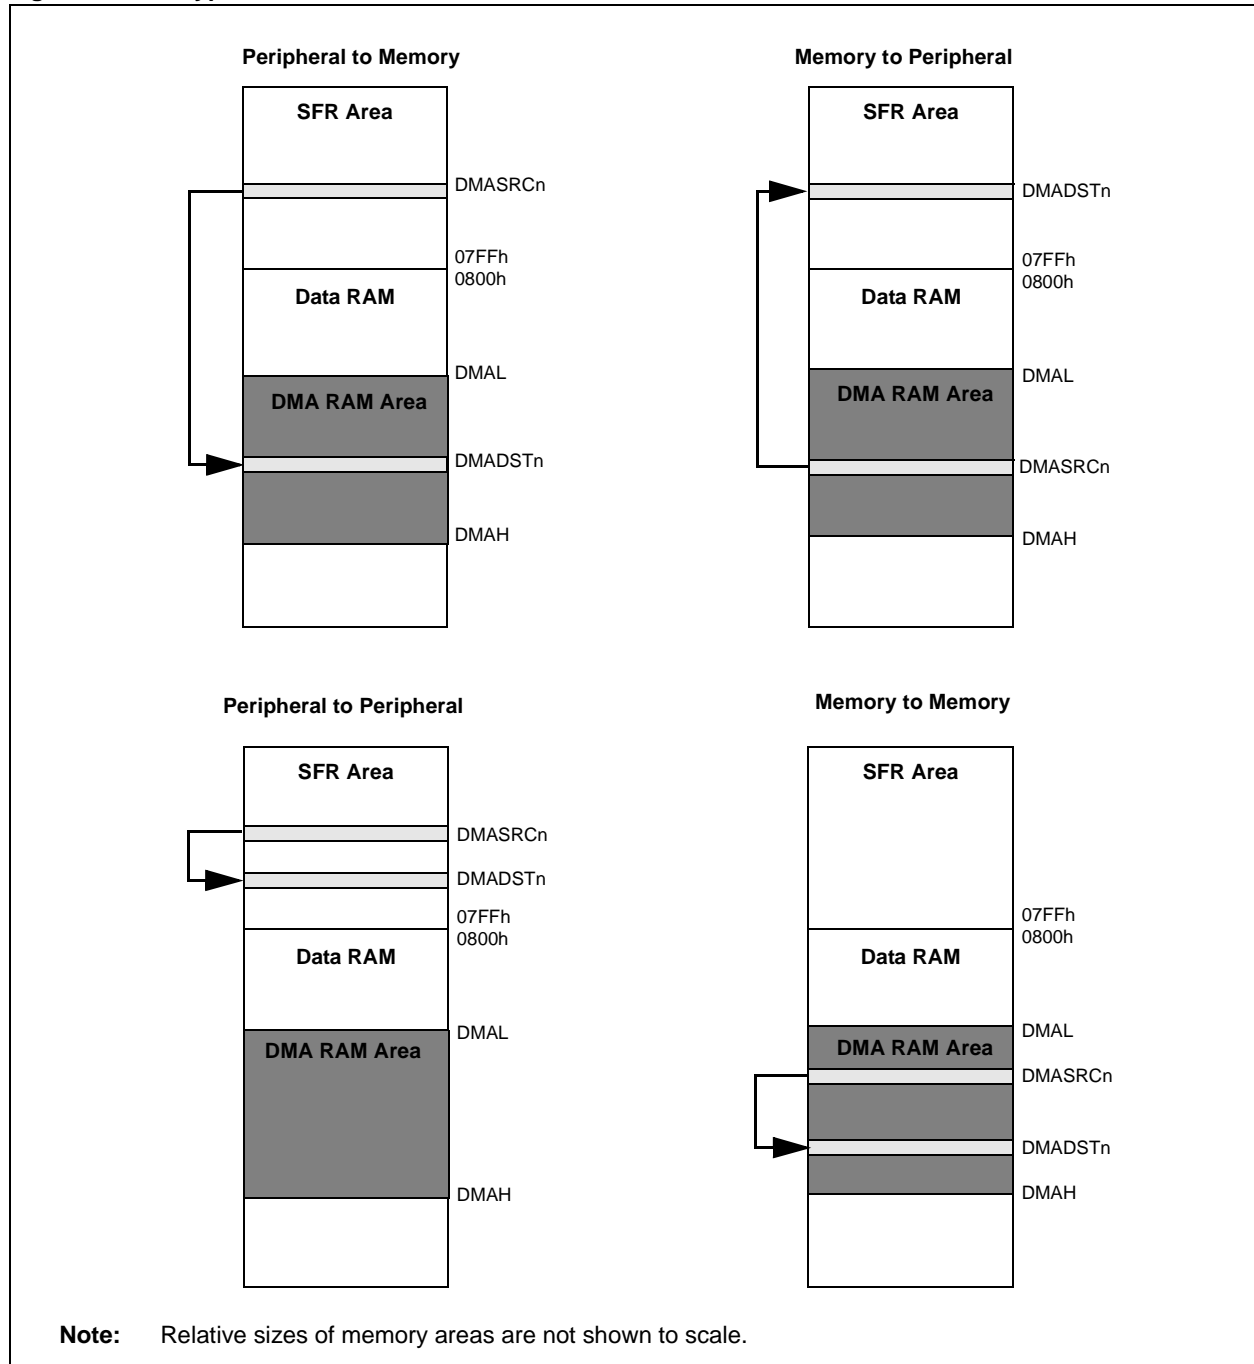 Peripheral to Memory
SFR Area
DMASRCn
07FFh
0800h
Data RAM
DMAL
DMA RAM Area
DMADSTn
DMAH
Memory to Peripheral
SFR Area
DMADSTn
07FFh
0800h
Data RAM
DMAL
DMA RAM Area
DMASRCn
DMAH
Peripheral to Peripheral
SFR Area
DMASRCn
DMADSTn
07FFh
0800h
Data RAM
DMAL
DMA RAM Area
DMAH
Memory to Memory
SFR Area
07FFh
0800h
Data RAM
DMAL
DMA RAM Area
DMASRCn
DMADSTn
DMAH
Note: Relative sizes of memory areas are not shown to scale.